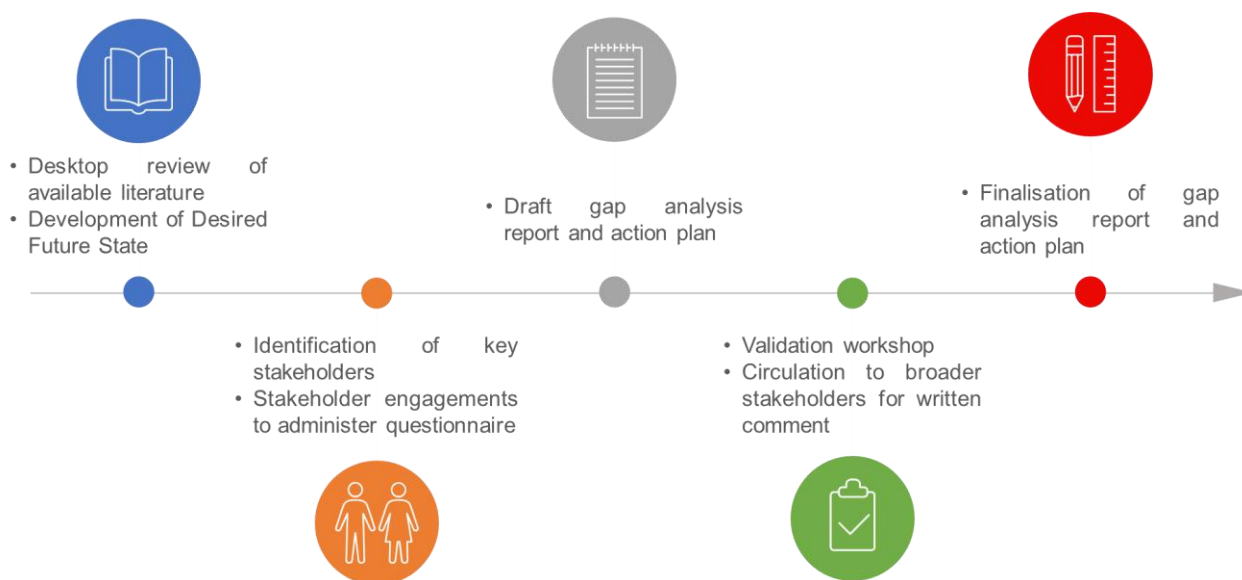 • Desktop review of
available literature
• Development of Desired
Future State
• Identification of key
stakeholders
• Stakeholder engagements
to administer questionnaire
• Draft gap analysis
report and action plan
• Validation workshop
• Circulation to broader
stakeholders for written
comment
• Finalisation of gap
analysis report and
action plan